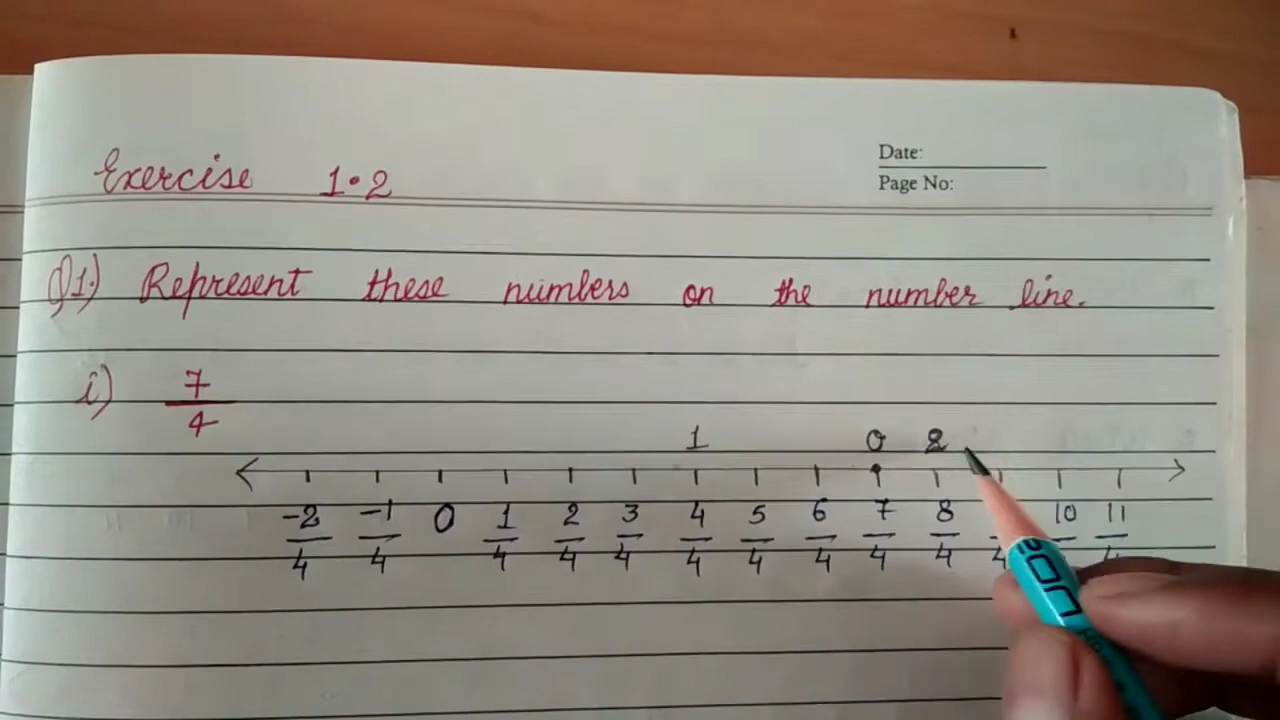 Date:
Exercise 1.2
Page No:
Q1.) Represent these numbers on the number line.
i) 7/4
1 0 2
-2/4 -1/4 0 1/4 2/4 3/4 4/4 5/4 6/4 7/4 8/4 10 11/4